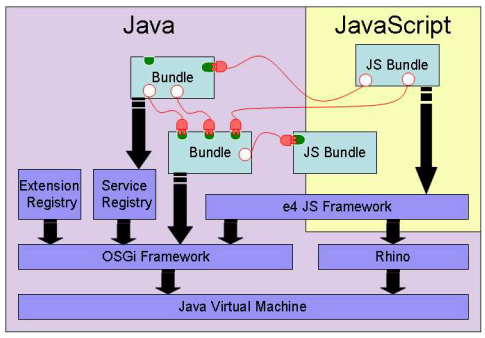 Java
JavaScript
Bundle
JS Bundle
Bundle
JS Bundle
Extension
Registry
Service
Registry
e4 JS Framework
OSGi Framework
Rhino
Java Virtual Machine